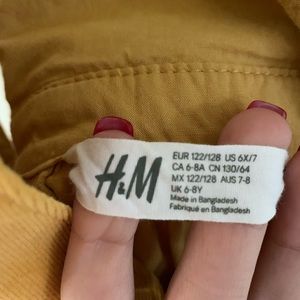 H&M
EUR 122/128 US 6X/7
CA 6-8A CN 130/64
MX 122/128 AUS 7-8
UK 6-8Y
Made in Bangladesh
Fabriqué en Bangladesh